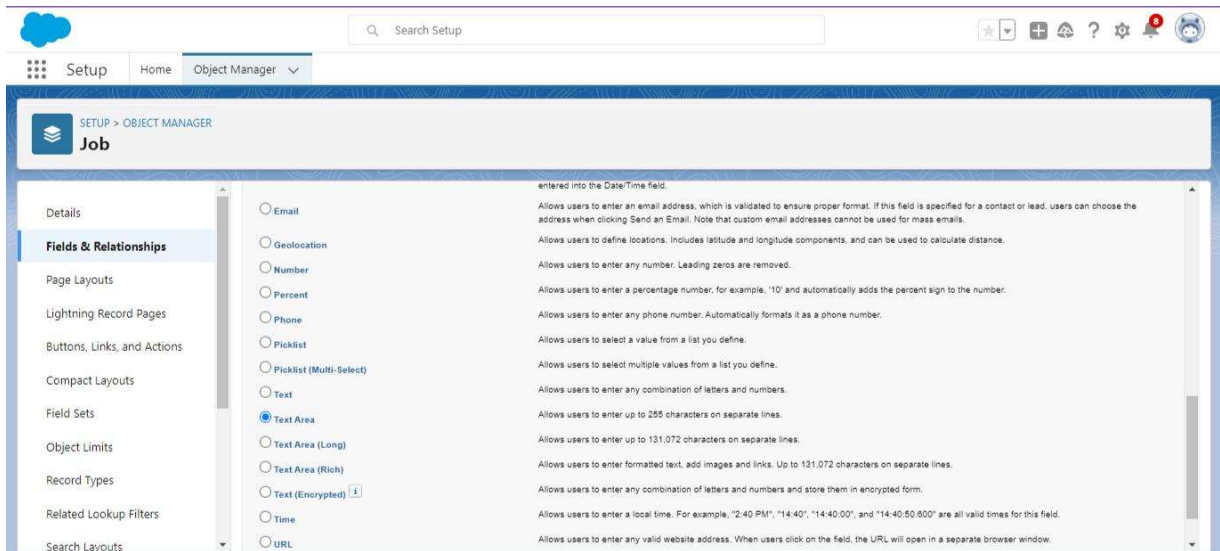 Search Setup
8
Setup
Home
Object Manager
SETUP > OBJECT MANAGER
Job
Details
Fields & Relationships
Page Layouts
Lightning Record Pages
Buttons, Links, and Actions
Compact Layouts
Field Sets
Object Limits
Record Types
Related Lookup Filters
Search Layouts
entered into the Date/Time field.
Email
Allows users to enter an email address, which is validated to ensure proper format. If this field is specified for a contact or lead, users can choose the
address when clicking Send an Email. Note that custom email addresses cannot be used for mass emails.
Geolocation
Allows users to define locations. Includes latitude and longitude components, and can be used to calculate distance.
Number
Allows users to enter any number. Leading zeros are removed.
Percent
Allows users to enter a percentage number, for example, '10' and automatically adds the percent sign to the number.
Phone
Allows users to enter any phone number. Automatically formats it as a phone number.
Picklist
Allows users to select a value from a list you define.
Picklist (Multi-Select)
Allows users to select multiple values from a list you define.
Text
Allows users to enter any combination of letters and numbers.
Text Area
Allows users to enter up to 255 characters on separate lines.
Text Area (Long)
Allows users to enter up to 131,072 characters on separate lines.
Text Area (Rich)
Allows users to enter formatted text, add images and links. Up to 131,072 characters on separate lines.
Text (Encrypted) i
Allows users to enter any combination of letters and numbers and store them in encrypted form.
Time
Allows users to enter a local time. For example, "2:40 PM", "14:40", "14:40:00", and "14:40:50.600" are all valid times for this field.
URL
Allows users to enter any valid website address. When users click on the field, the URL will open in a separate browser window.